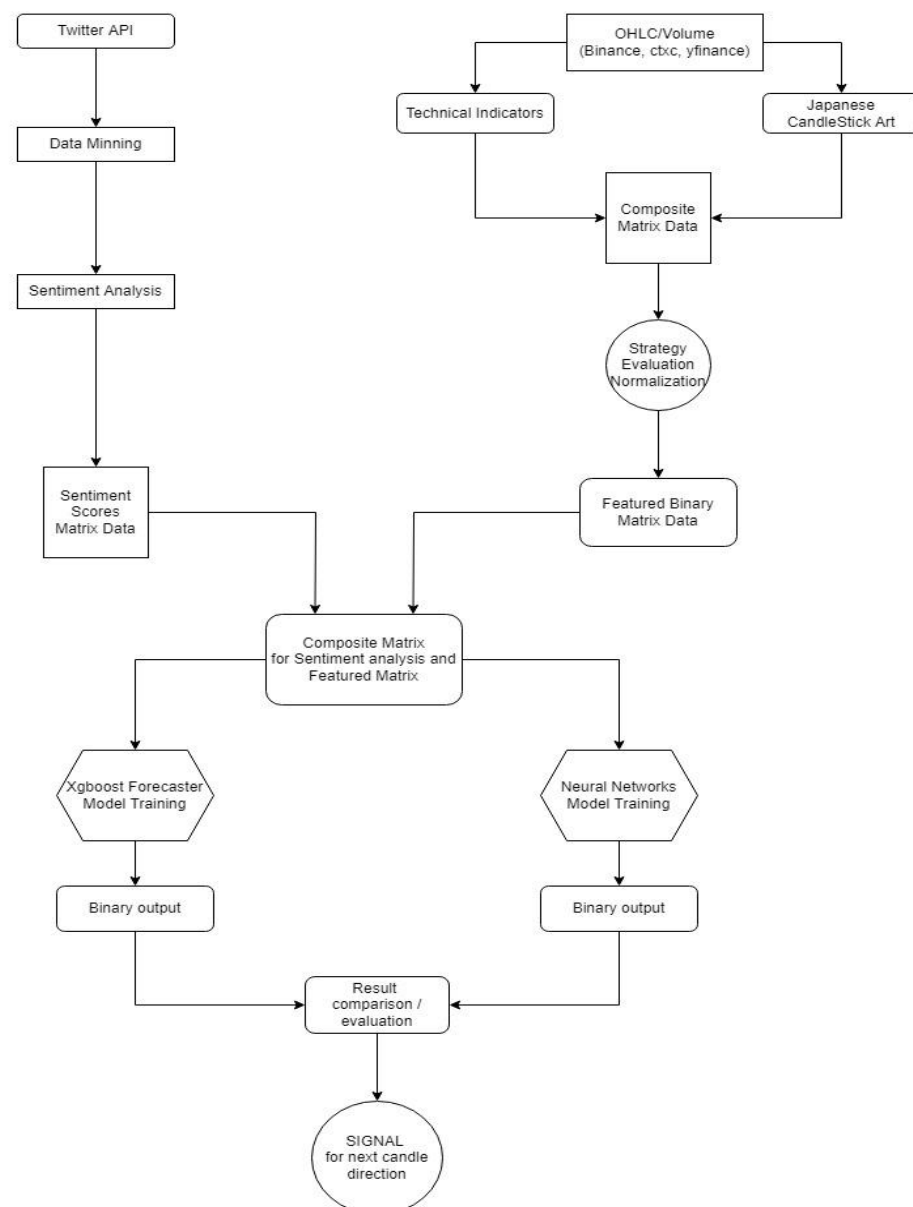 Twitter API
OHLC/Volume
(Binance, ctxc, yfinance)
Technical Indicators
Japanese
CandleStick Art
Data Minning
Composite
Matrix Data
Sentiment Analysis
Strategy
Evaluation
Normalization
Sentiment
Scores
Matrix Data
Featured Binary
Matrix Data
Composite Matrix
for Sentiment analysis and
Featured Matrix
Xgboost Forecaster
Model Training
Neural Networks
Model Training
Binary output
Binary output
Result
comparison /
evaluation
SIGNAL
for next candle
direction